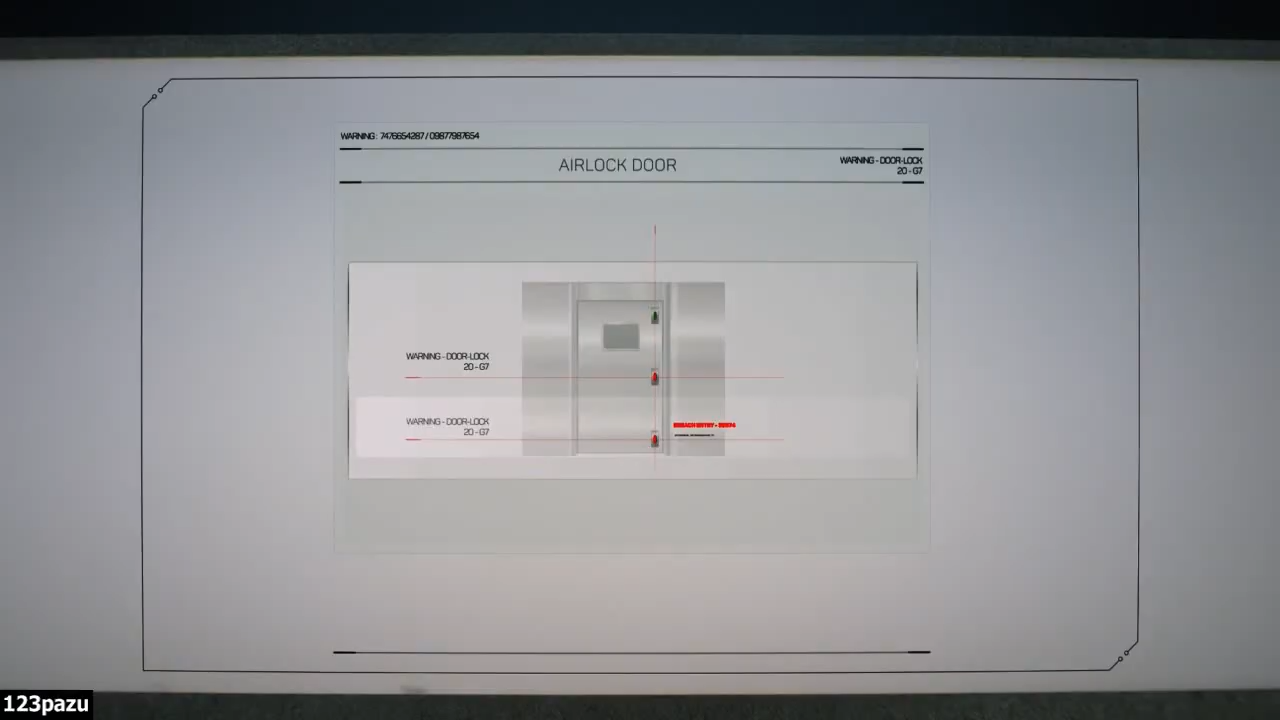 WARNING : 7476654287 / 09877987654
AIRLOCK DOOR
WARNING - DOOR-LOCK
20 - G7
WARNING - DOOR-LOCK
20 - G7
WARNING - DOOR-LOCK
20 - G7
123pazu